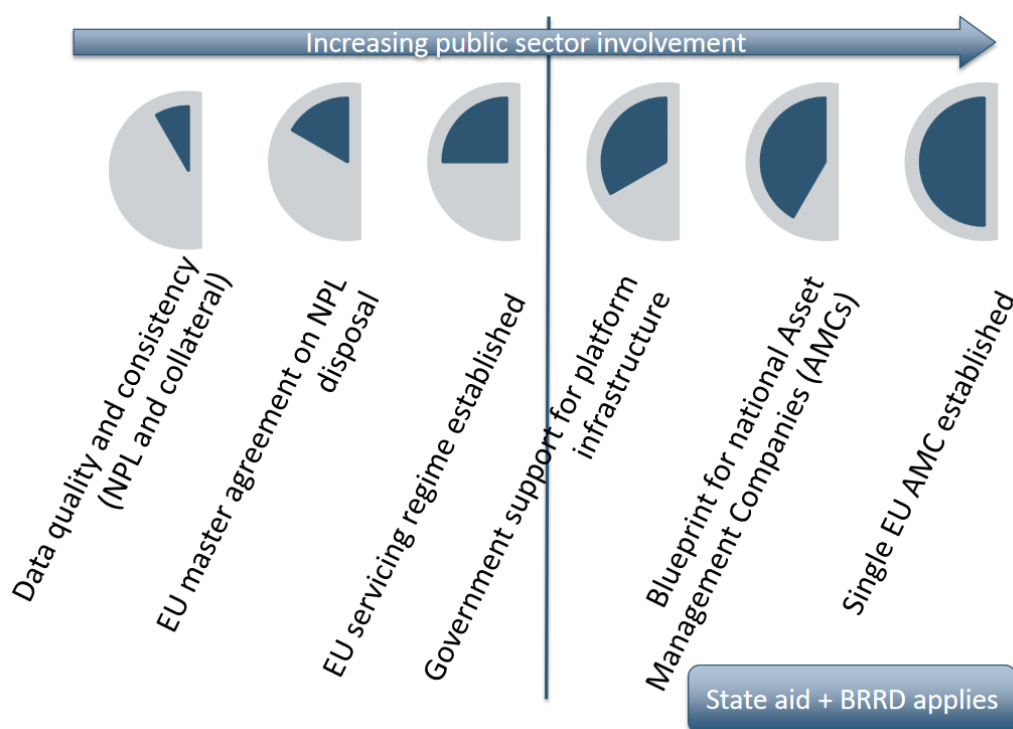 Increasing public sector involvement
Data quality and consistency
(NPL and collateral)
EU master agreement on NPL
disposal
EU servicing regime established
Government support for platform
infrastructure
Blueprint for national Asset
Management Companies (AMCs)
Single EU AMC established
State aid + BRRD applies